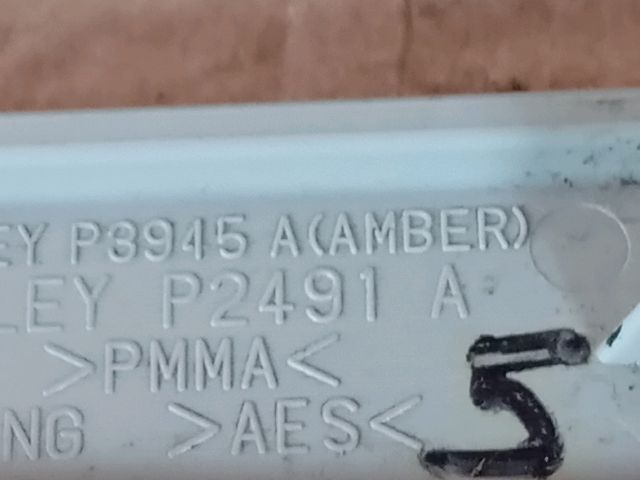 EY P3945 A(AMBER)
LEY P2491 A
>PMMA<
NG >AES<
5